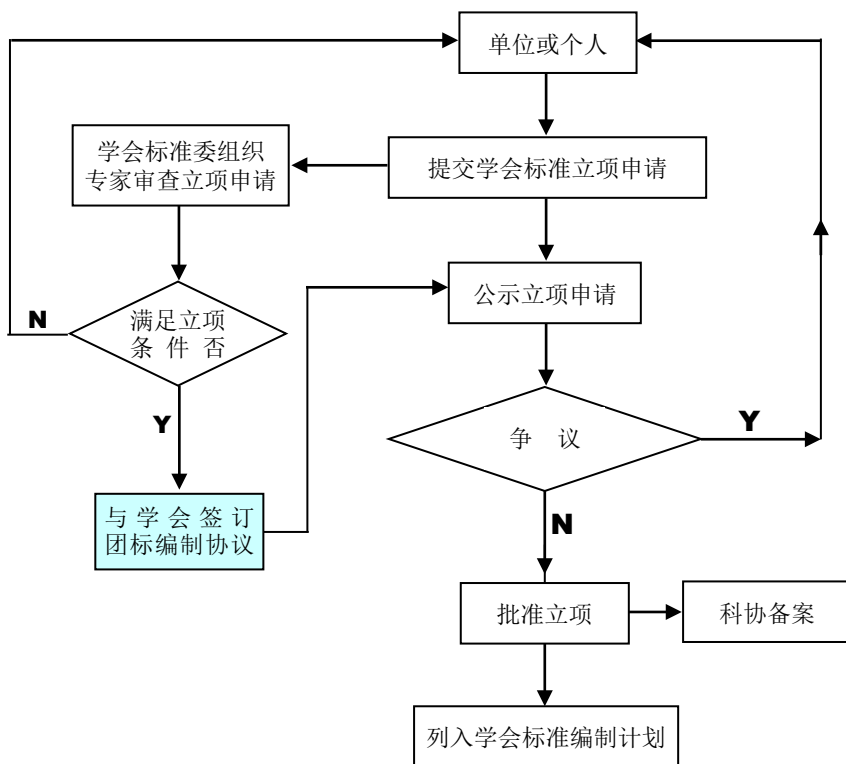 单位或个人
学会标准委组织
专家审查立项申请
提交学会标准立项申请
公示立项申请
N
满足立项
条 件 否
Y
争 议
Y
与 学 会 签 订
团标编制协议
N
批准立项
科协备案
列入学会标准编制计划